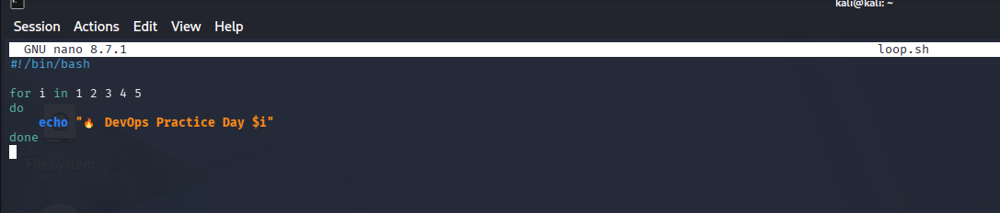 kali@kali: ~
Session Actions Edit View Help
GNU nano 8.7.1 loop.sh
#!/bin/bash
for i in 1 2 3 4 5
do
    echo "🔥 DevOps Practice Day $i"
done
File System